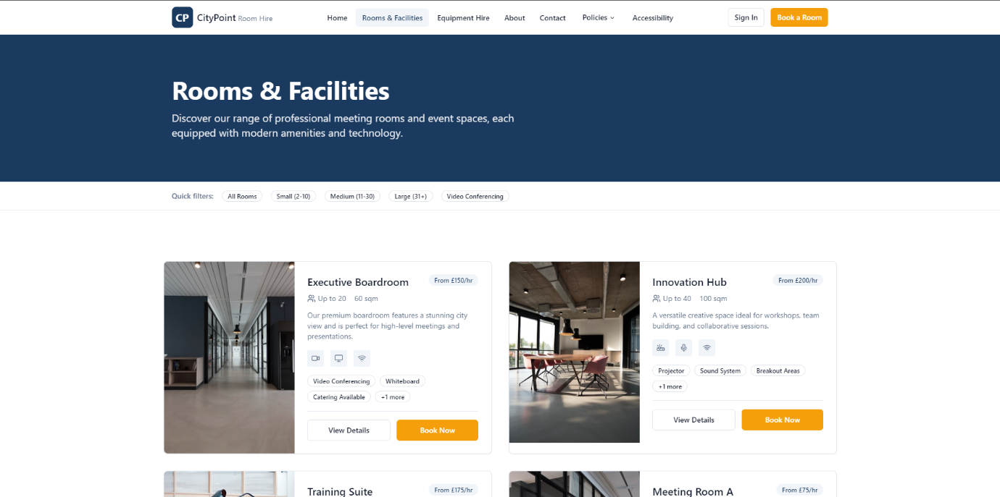 CP CityPoint Room Hire
Home Rooms & Facilities Equipment Hire About Contact Policies Accessibility
Sign In Book a Room
Rooms & Facilities
Discover our range of professional meeting rooms and event spaces, each
equipped with modern amenities and technology.
Quick filters: All Rooms Small (2-10) Medium (11-30) Large (31+) Video Conferencing
Executive Boardroom From £150/hr
Up to 20 60 sqm
Our premium boardroom features a stunning city
view and is perfect for high-level meetings and
presentations.
Video Conferencing Whiteboard
Catering Available +1 more
View Details Book Now
Innovation Hub From £200/hr
Up to 40 100 sqm
A versatile creative space ideal for workshops, team
building, and collaborative sessions.
Projector Sound System Breakout Areas
+1 more
View Details Book Now
Training Suite From £175/hr
Meeting Room A From £75/hr